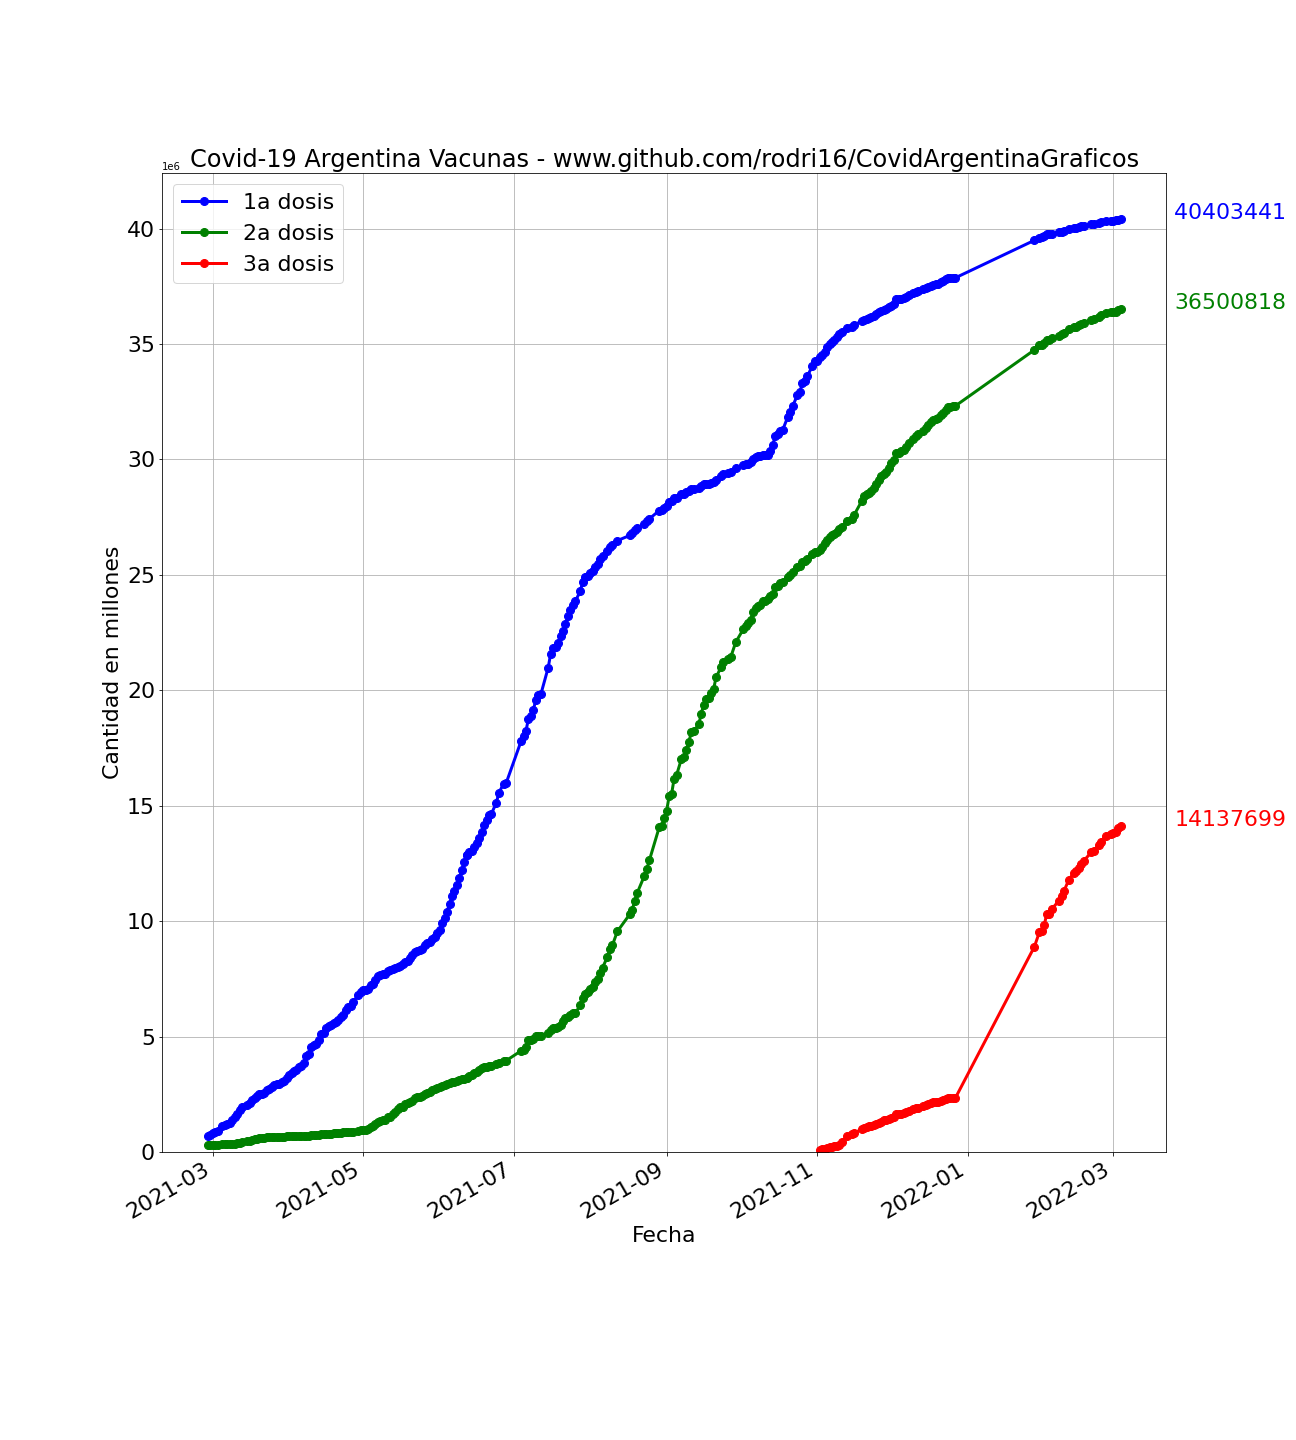 Covid-19 Argentina Vacunas - www.github.com/rodri16/CovidArgentinaGraficos
1e6
1a dosis
2a dosis
3a dosis
40403441
36500818
14137699
40
35
30
25
20
15
10
5
0
Cantidad en millones
2021-03
2021-05
2021-07
2021-09
2021-11
2022-01
2022-03
Fecha